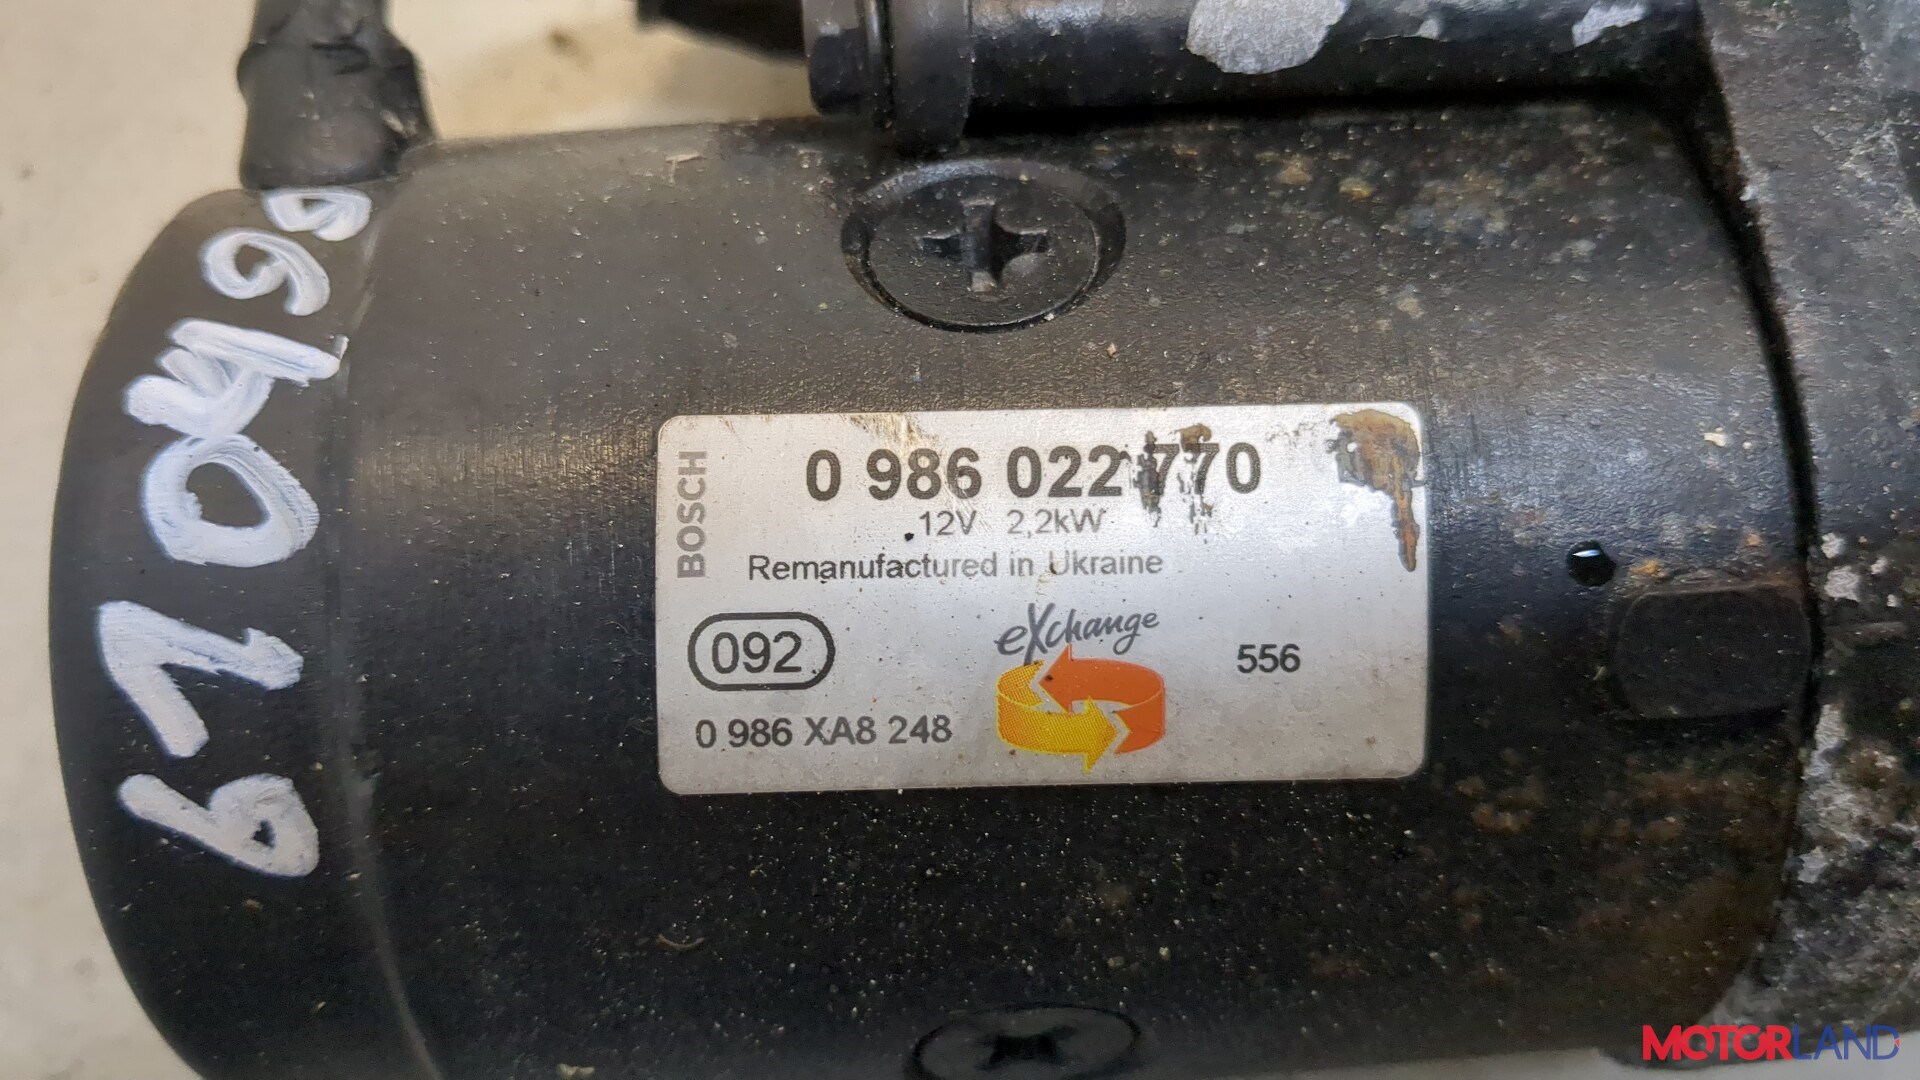 BOSCH
0 986 022 770
12V 2,2kW
Remanufactured in Ukraine
092
eXchange
556
0 986 XA8 248
MOTORLAND